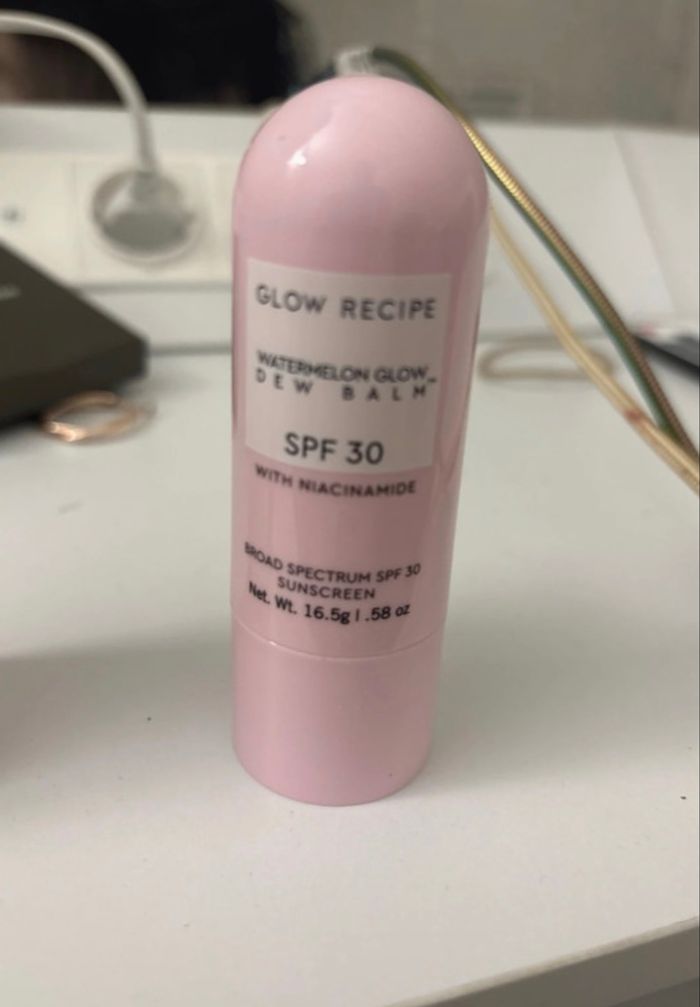 GLOW RECIPE
WATERMELON GLOW™
DEW BALM
SPF 30
WITH NIACINAMIDE
BROAD SPECTRUM SPF 30
SUNSCREEN
Net. Wt. 16.5g | .58 oz